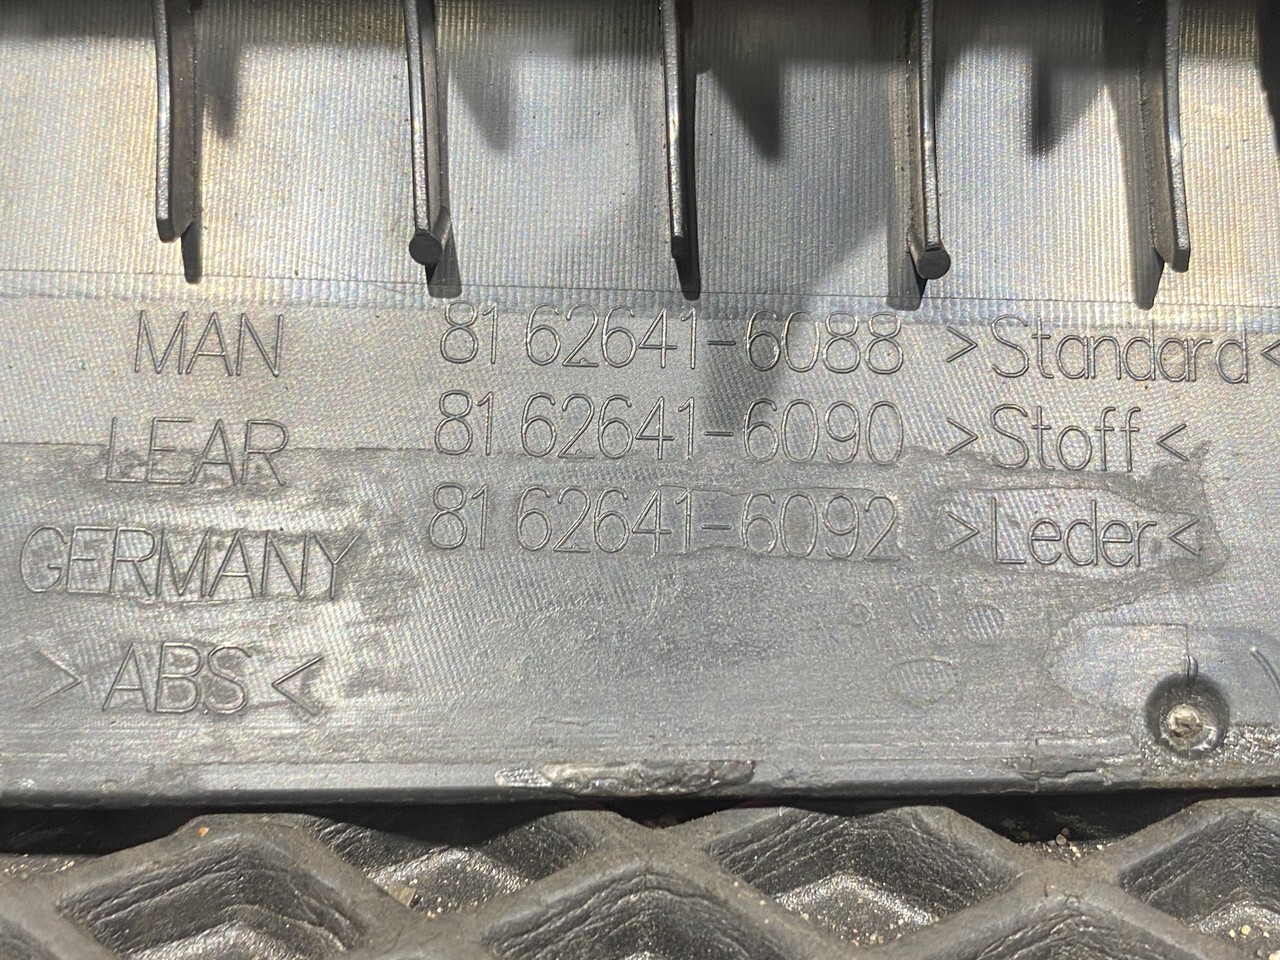 MAN 81 62641-6088 >Standard<
LEAR 81 62641-6090 >Stoff<
GERMANY 81 62641-6092 >Leder<
>ABS<